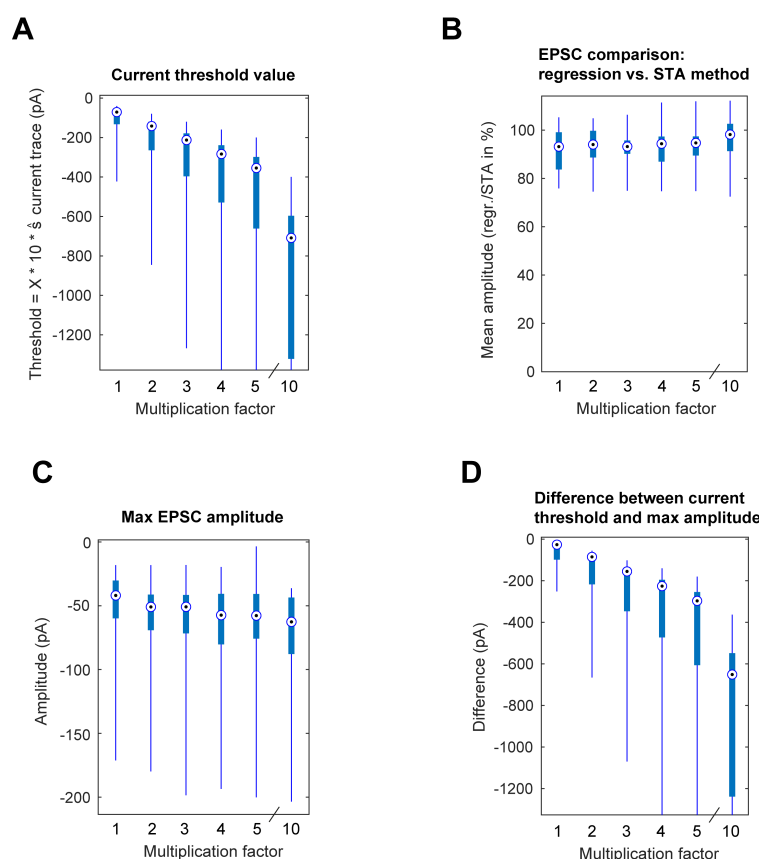 A
Current threshold value
Threshold = X * 10 * ŝ current trace (pA)
0
-200
-400
-600
-800
-1000
-1200
1 2 3 4 5 10
Multiplication factor
B
EPSC comparison:
regression vs. STA method
Mean amplitude (regr./STA in %)
100
80
60
40
20
0
1 2 3 4 5 10
Multiplication factor
C
Max EPSC amplitude
Amplitude (pA)
0
-50
-100
-150
-200
1 2 3 4 5 10
Multiplication factor
D
Difference between current
threshold and max amplitude
Difference (pA)
0
-200
-400
-600
-800
-1000
-1200
1 2 3 4 5 10
Multiplication factor